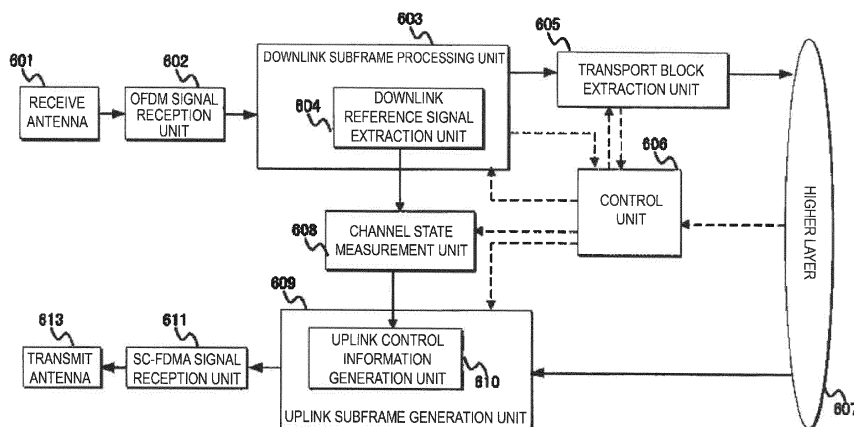 603
605
601
602
DOWNLINK SUBFRAME PROCESSING UNIT
TRANSPORT BLOCK
EXTRACTION UNIT
RECEIVE
ANTENNA
OFDM SIGNAL
RECEPTION
UNIT
604
DOWNLINK
REFERENCE SIGNAL
EXTRACTION UNIT
606
CONTROL
UNIT
HIGHER LAYER
608
CHANNEL STATE
MEASUREMENT UNIT
609
613
611
TRANSMIT
ANTENNA
SC-FDMA SIGNAL
RECEPTION UNIT
UPLINK CONTROL
INFORMATION
GENERATION UNIT
610
UPLINK SUBFRAME GENERATION UNIT
607